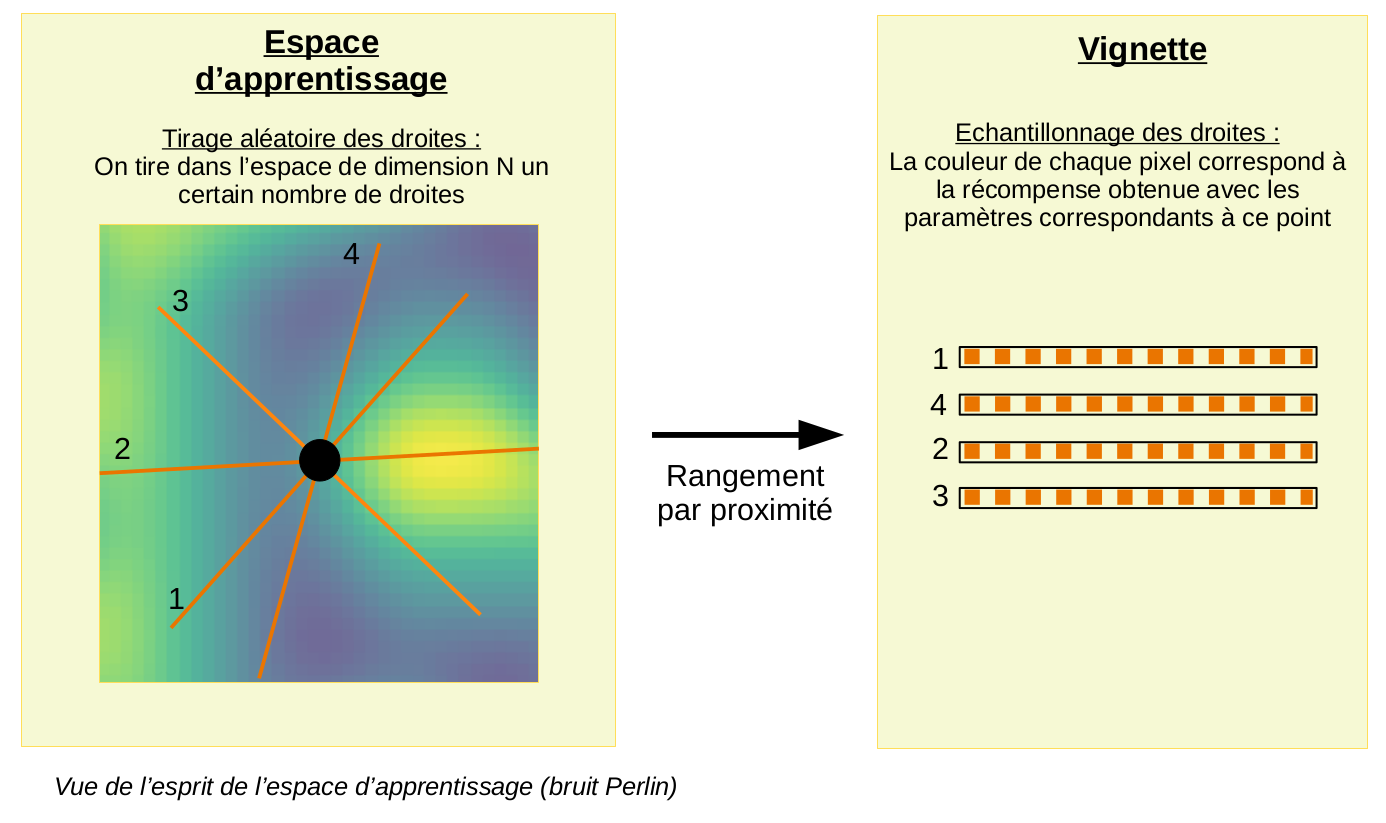 Espace
d’apprentissage
Tirage aléatoire des droites :
On tire dans l’espace de dimension N un
certain nombre de droites
4
3
2
1
Vue de l’esprit de l’espace d’apprentissage (bruit Perlin)
Rangement
par proximité
Vignette
Echantillonnage des droites :
La couleur de chaque pixel correspond à
la récompense obtenue avec les
paramètres correspondants à ce point
1
4
2
3